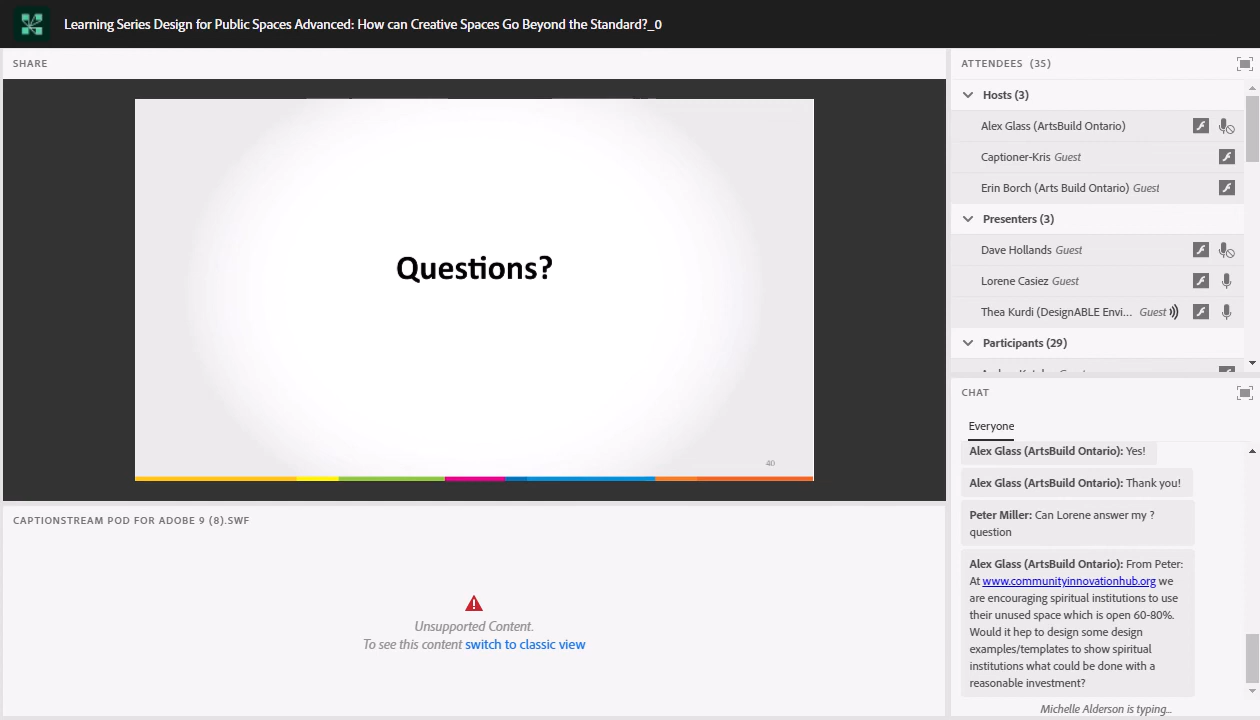 Learning Series Design for Public Spaces Advanced: How can Creative Spaces Go Beyond the Standard?_0
SHARE
Questions?
40
CAPTIONSTREAM POD FOR ADOBE 9 (8).SWF
Unsupported Content.
To see this content switch to classic view
ATTENDEES (35)
Hosts (3)
Alex Glass (ArtsBuild Ontario)
Captioner-Kris Guest
Erin Borch (Arts Build Ontario) Guest
Presenters (3)
Dave Hollands Guest
Lorene Casiez Guest
Thea Kurdi (DesignABLE Envi... Guest
Participants (29)
CHAT
Everyone
Alex Glass (ArtsBuild Ontario): Yes!
Alex Glass (ArtsBuild Ontario): Thank you!
Peter Miller: Can Lorene answer my ?
question
Alex Glass (ArtsBuild Ontario): From Peter:
At www.communityinnovationhub.org we
are encouraging spiritual institutions to use
their unused space which is open 60-80%.
Would it hep to design some design
examples/templates to show spiritual
institutions what could be done with a
reasonable investment?
Michelle Alderson is typing...